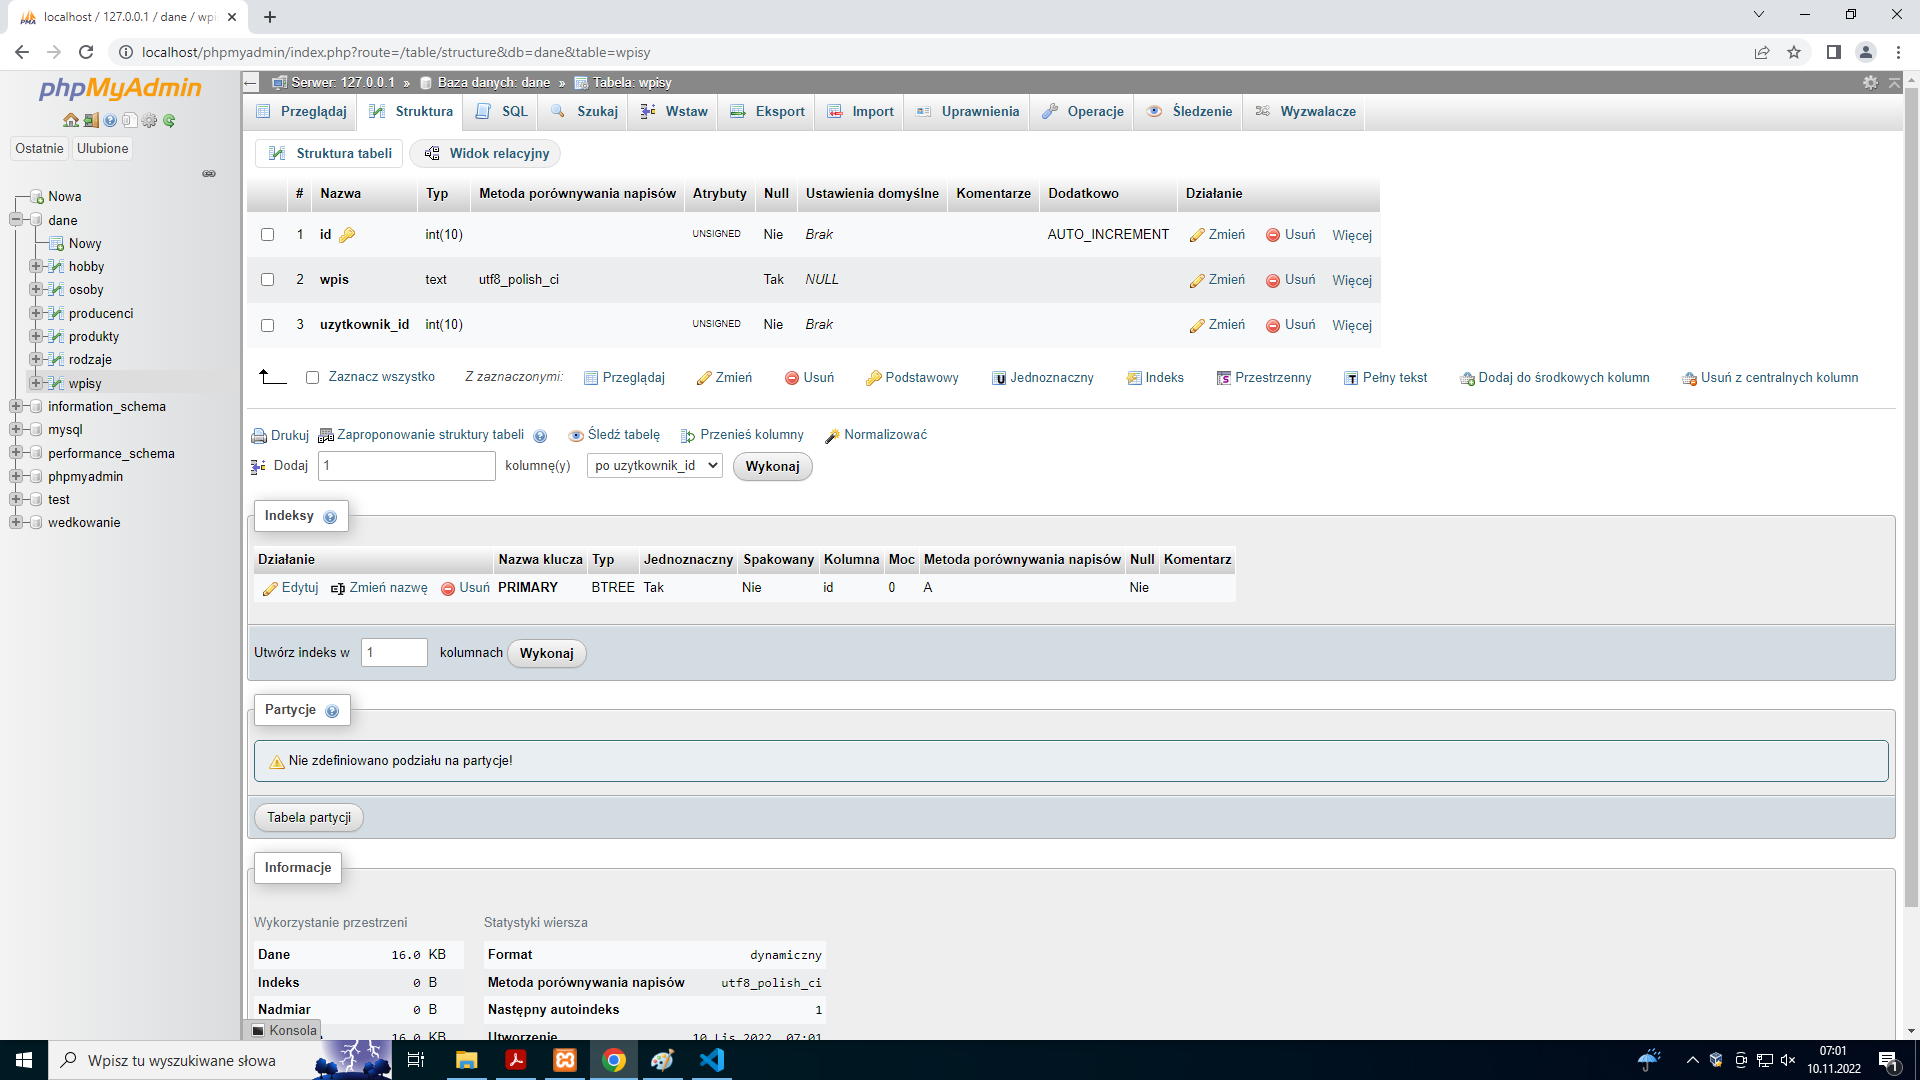 localhost / 127.0.0.1 / dane / wpi
localhost/phpmyadmin/index.php?route=/table/structure&db=dane&table=wpisy
phpMyAdmin
Ostatnie Ulubione
Nowa
dane
Nowy
hobby
osoby
producenci
produkty
rodzaje
wpisy
information_schema
mysql
performance_schema
phpmyadmin
test
wedkowanie
Serwer: 127.0.0.1 » Baza danych: dane » Tabela: wpisy
Przeglądaj Struktura SQL Szukaj Wstaw Eksport Import Uprawnienia Operacje Śledzenie Wyzwalacze
Struktura tabeli Widok relacyjny
# Nazwa Typ Metoda porównywania napisów Atrybuty Null Ustawienia domyślne Komentarze Dodatkowo Działanie
1 id int(10) UNSIGNED Nie Brak AUTO_INCREMENT Zmień Usuń Więcej
2 wpis text utf8_polish_ci Tak NULL Zmień Usuń Więcej
3 uzytkownik_id int(10) UNSIGNED Nie Brak Zmień Usuń Więcej
Zaznacz wszystko Z zaznaczonymi: Przeglądaj Zmień Usuń Podstawowy Jednoznaczny Indeks Przestrzenny Pełny tekst Dodaj do środkowych kolumn Usuń z centralnych kolumn
Drukuj Zaproponowanie struktury tabeli Śledź tabelę Przenieś kolumny Normalizować
Dodaj 1 kolumnę(y) po uzytkownik_id Wykonaj
Indeksy
Działanie Nazwa klucza Typ Jednoznaczny Spakowany Kolumna Moc Metoda porównywania napisów Null Komentarz
Edytuj Zmień nazwę Usuń PRIMARY BTREE Tak Nie id 0 A Nie
Utwórz indeks w 1 kolumnach Wykonaj
Partycje
Nie zdefiniowano podziału na partycje!
Tabela partycji
Informacje
Wykorzystanie przestrzeni
Dane 16.0 KB
Indeks 0 B
Nadmiar 0 B
16.0 KB
Statystyki wiersza
Format dynamiczny
Metoda porównywania napisów utf8_polish_ci
Następny autoindeks 1
Utworzenie 10 Lis 2022, 07:01
Konsola
Wpisz tu wyszukiwane słowa
07:01
10.11.2022
1